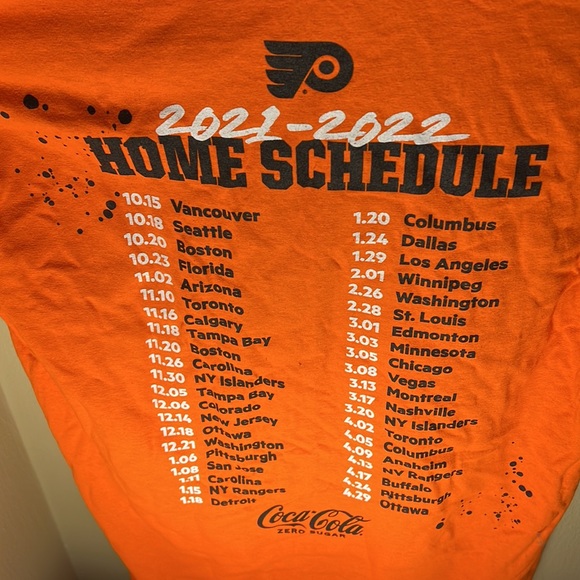 2021-2022
HOME SCHEDULE
10.15 Vancouver
10.18 Seattle
10.20 Boston
10.23 Florida
11.02 Arizona
11.10 Toronto
11.16 Calgary
11.18 Tampa Bay
11.20 Boston
11.26 Carolina
11.30 NY Islanders
12.05 Tampa Bay
12.06 Colorado
12.14 New Jersey
12.18 Ottawa
12.21 Washington
1.06 Pittsburgh
1.08 San Jose
1.11 Carolina
1.15 NY Rangers
1.18 Detroit
1.20 Columbus
1.24 Dallas
1.29 Los Angeles
2.01 Winnipeg
2.26 Washington
2.28 St. Louis
3.01 Edmonton
3.03 Minnesota
3.05 Chicago
3.08 Vegas
3.13 Montreal
3.17 Nashville
3.20 NY Islanders
4.02 Toronto
4.05 Columbus
4.09 Anaheim
4.13 NY Rangers
4.17 Buffalo
4.24 Pittsburgh
4.29 Ottawa
Coca-Cola
ZERO SUGAR